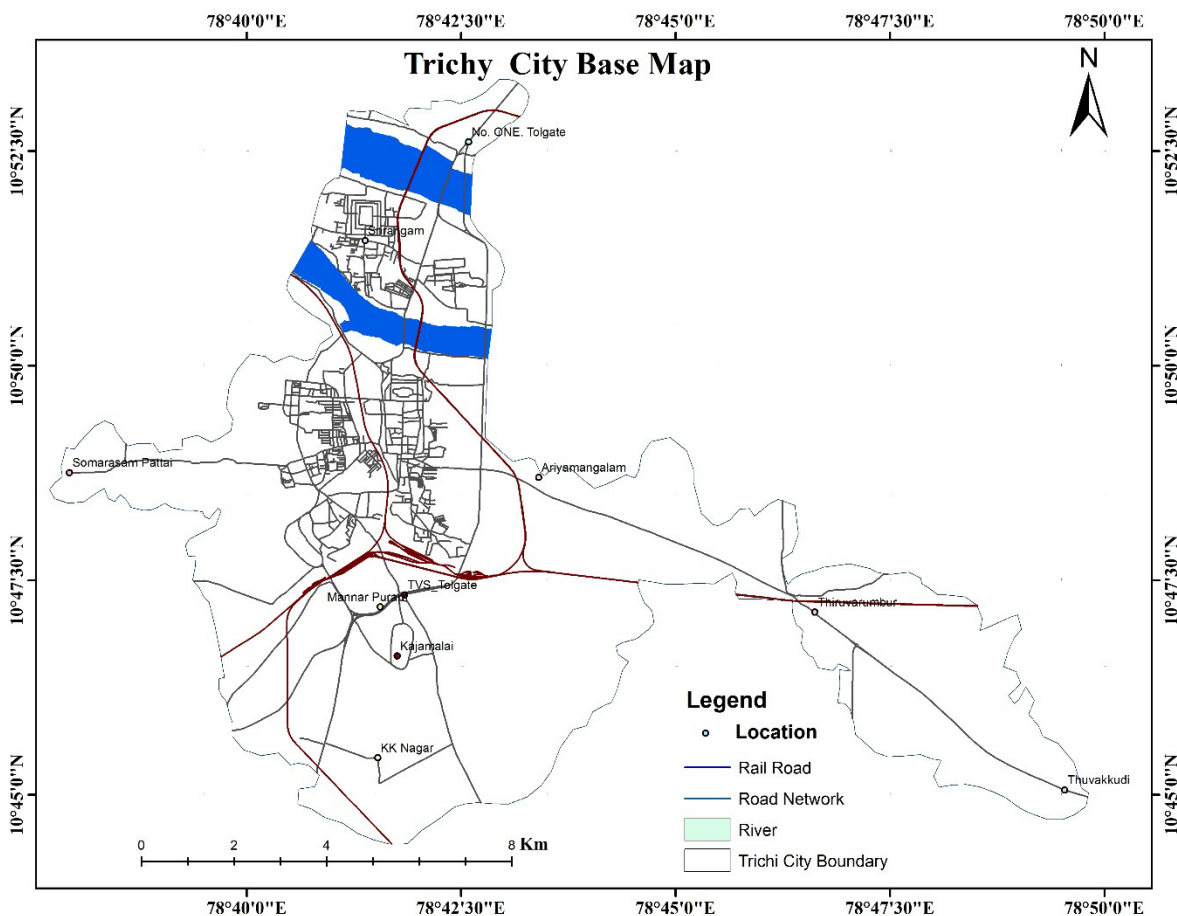 78°40'0"E 78°42'30"E 78°45'0"E 78°47'30"E 78°50'0"E
Trichy City Base Map
N
10°52'30"N 10°52'30"N
No. ONE. Tolgate
Srirangam
10°50'0"N 10°50'0"N
Somarasam Pattai
Ariyamangalam
10°47'30"N 10°47'30"N
TVS_Tolgate
Mannar Puram
Thiruvarumbur
Kajamalai
Legend
Location
KK Nagar
Rail Road
Thuvakkudi
10°45'0"N 10°45'0"N
Road Network
River
0 2 4 6 8 Km
Trichi City Boundary
78°40'0"E 78°42'30"E 78°45'0"E 78°47'30"E 78°50'0"E